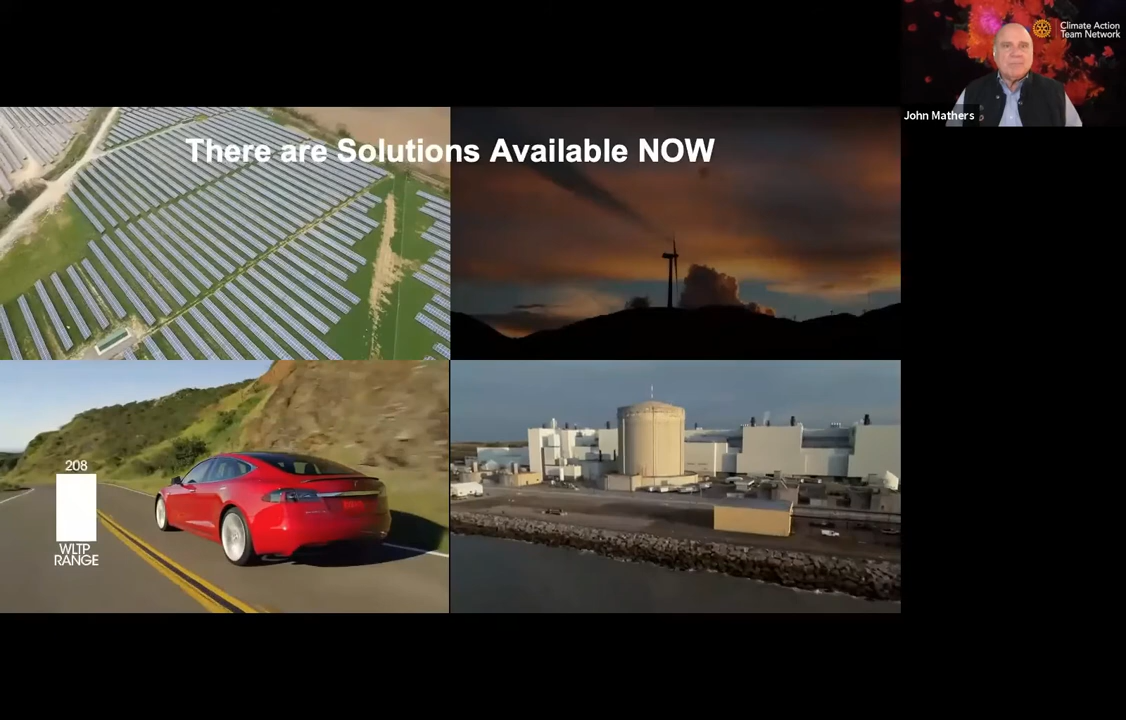 There are Solutions Available NOW
Climate Action
Team Network
John Mathers
208
WLTP
RANGE